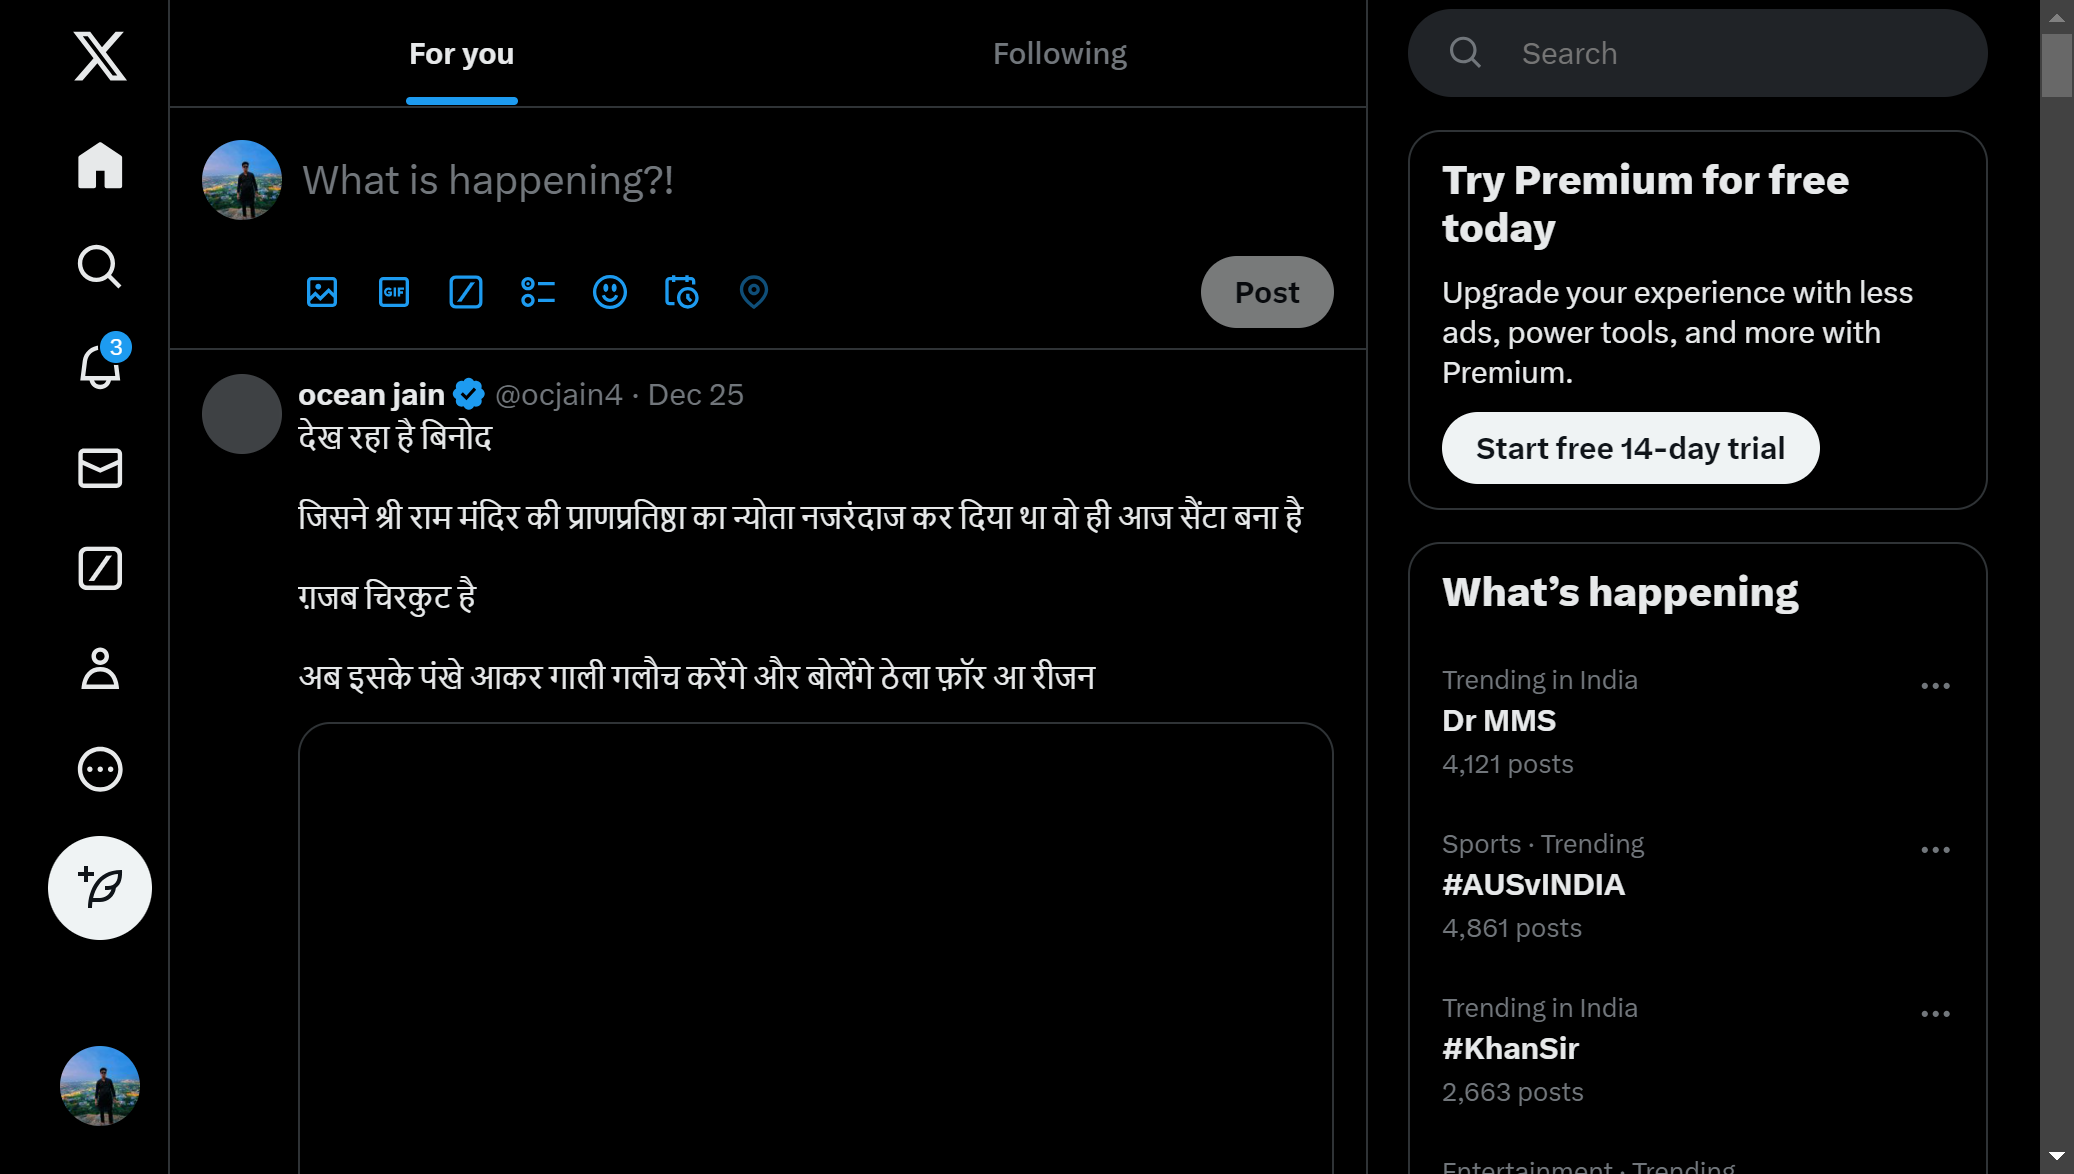 For you
Following
What is happening?!
GIF
Post
3
ocean jain @ocjain4 · Dec 25
देख रहा है बिनोद
जिसने श्री राम मंदिर की प्राणप्रतिष्ठा का न्योता नजरंदाज कर दिया था वो ही आज सैंटा बना है
ग़जब चिरकुट है
अब इसके पंखे आकर गाली गलौच करेंगे और बोलेंगे ठेला फ़ॉर आ रीजन
Search
Try Premium for free
today
Upgrade your experience with less
ads, power tools, and more with
Premium.
Start free 14-day trial
What’s happening
Trending in India
Dr MMS
4,121 posts
Sports · Trending
#AUSvINDIA
4,861 posts
Trending in India
#KhanSir
2,663 posts
Entertainment · Trending